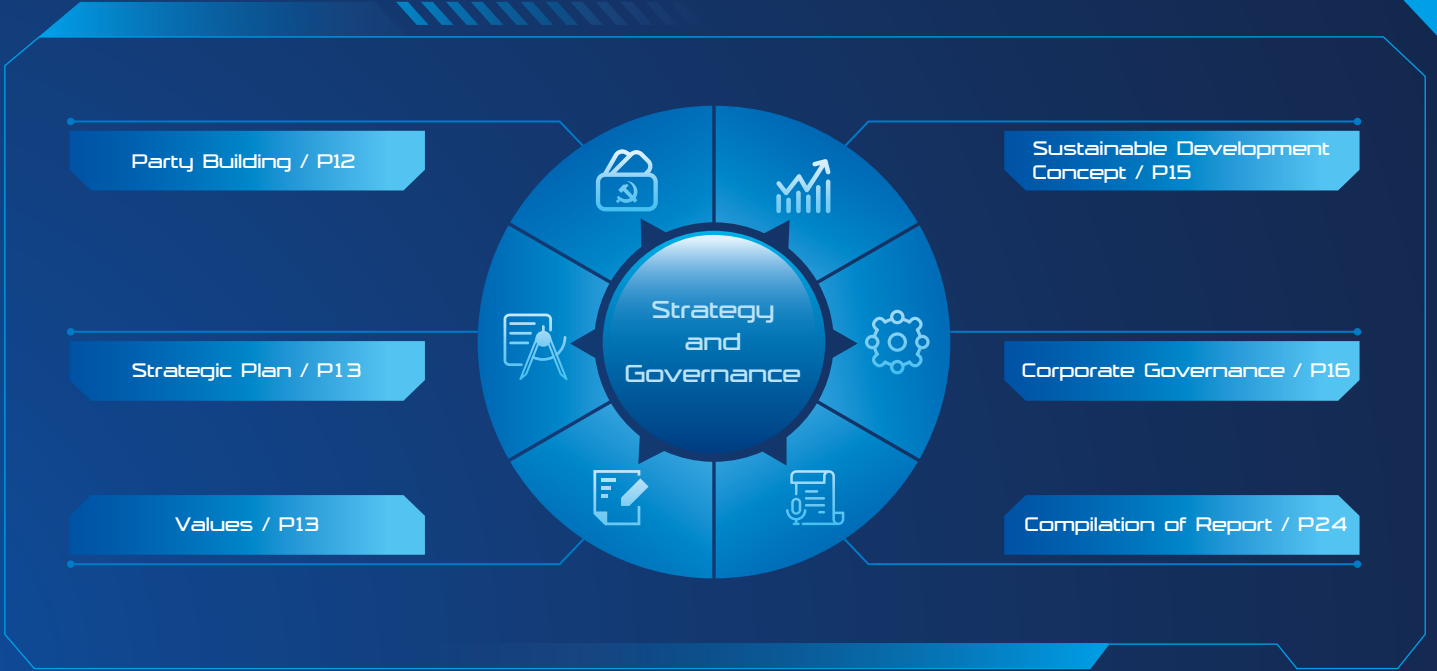 Party Building / P12
Strategic Plan / P13
Values / P13
Strategy
and
Governance
Sustainable Development
Concept / P15
Corporate Governance / P16
Compilation of Report / P24